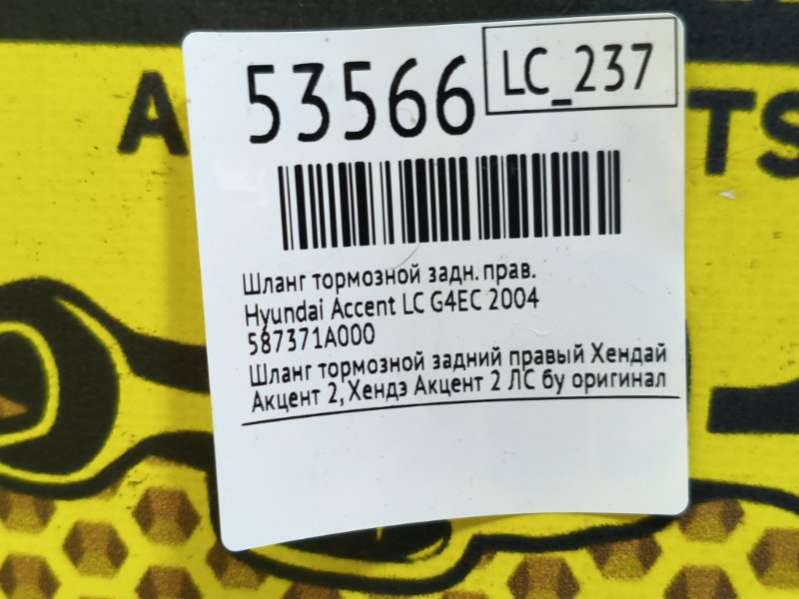 53566
LC_237
A
TS
Шланг тормозной задн. прав.
Hyundai Accent LC G4EC 2004
587371A000
Шланг тормозной задний правый Хендай
Акцент 2, Хендэ Акцент 2 ЛС бу оригинал